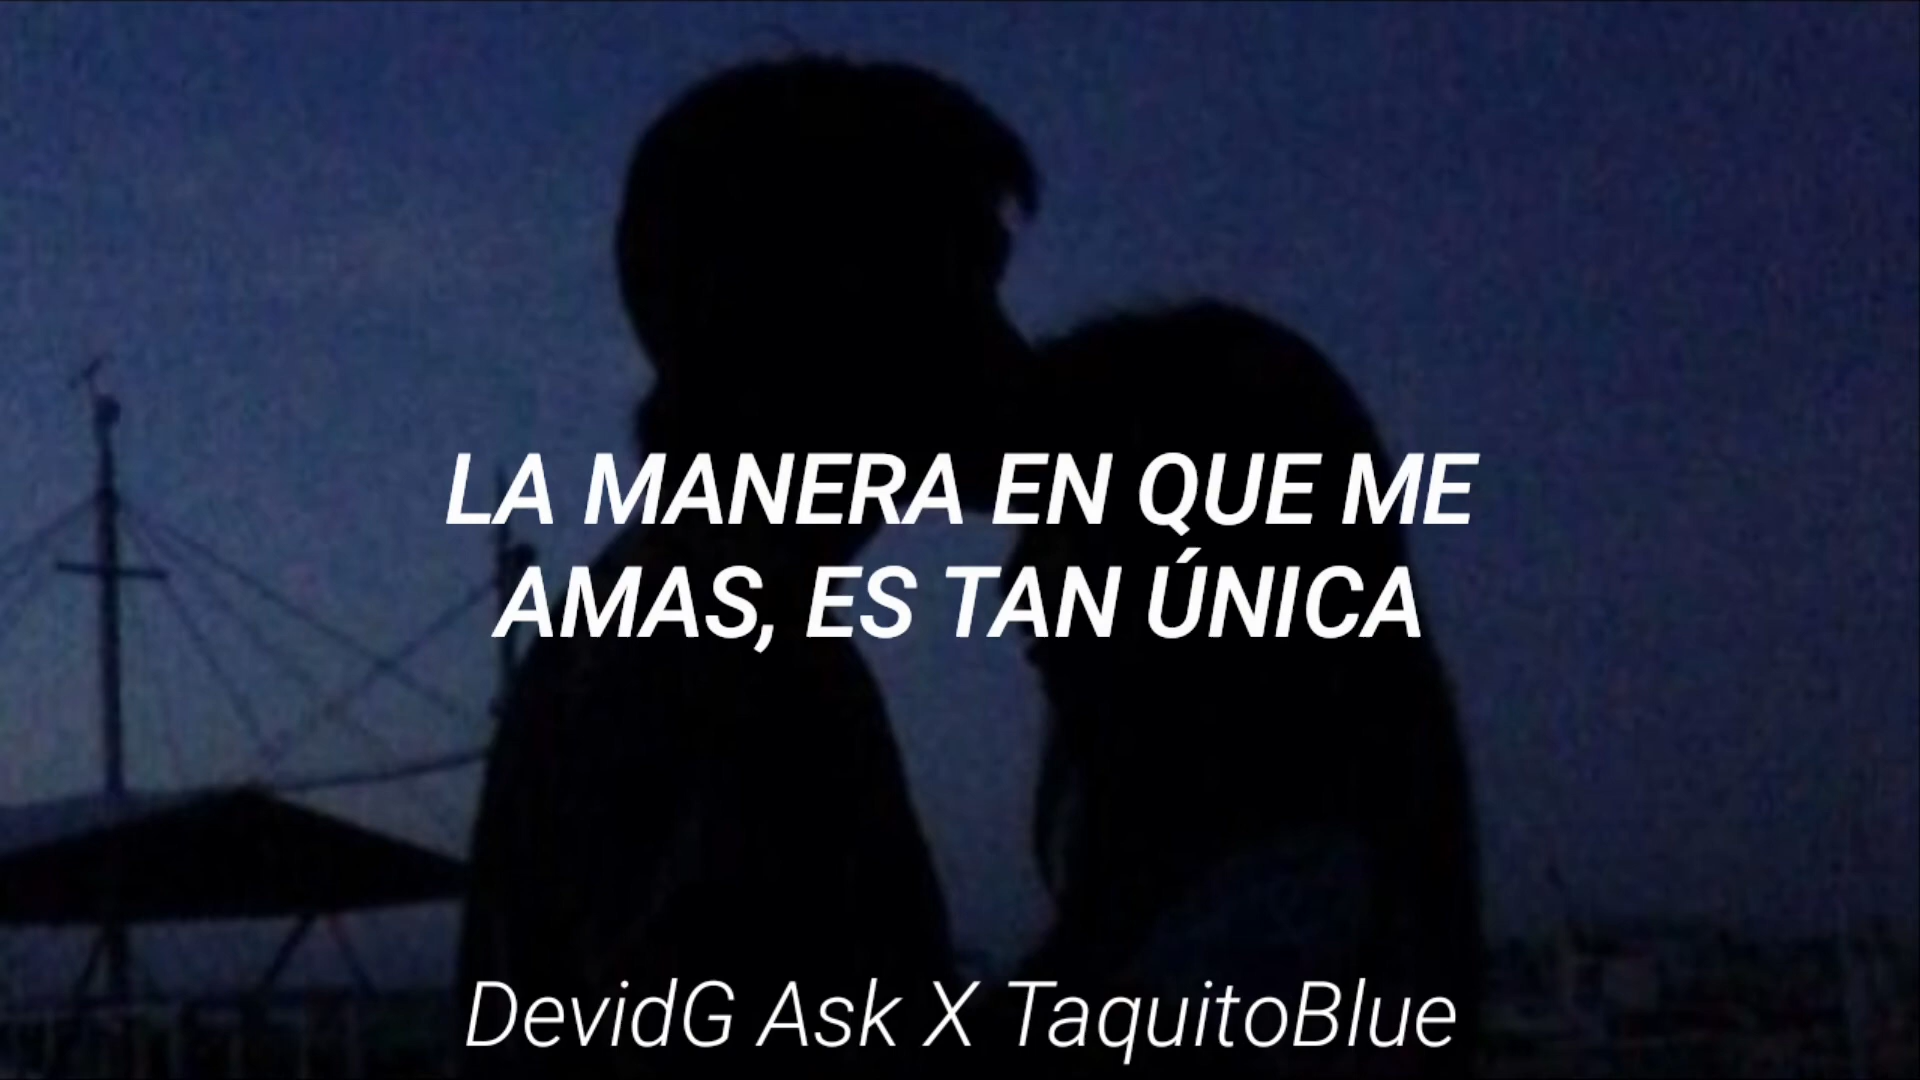 LA MANERA EN QUE ME
AMAS, ES TAN ÚNICA
DevidG Ask X TaquitoBlue